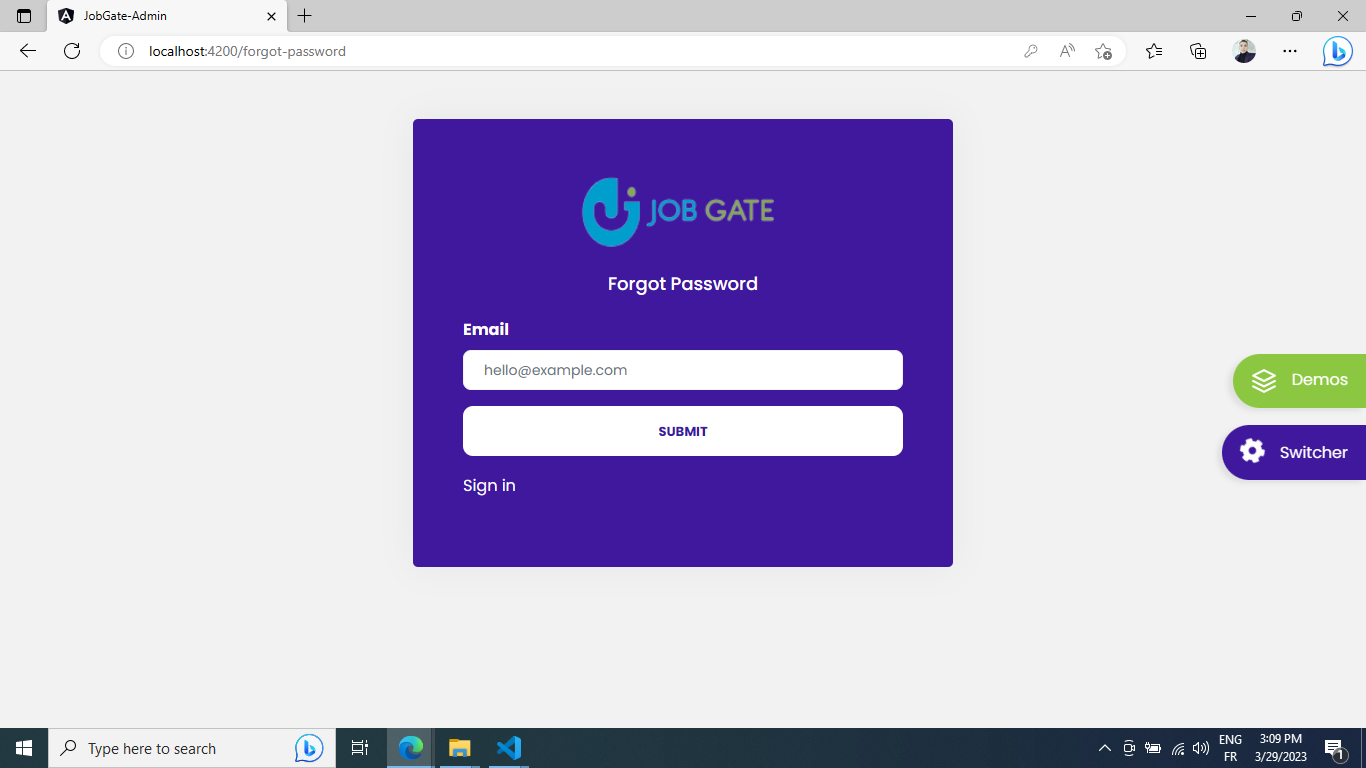 JobGate-Admin
localhost:4200/forgot-password
JOB GATE
Forgot Password
Email
hello@example.com
SUBMIT
Sign in
Demos
Switcher
Type here to search
ENG
FR
3:09 PM
3/29/2023
1